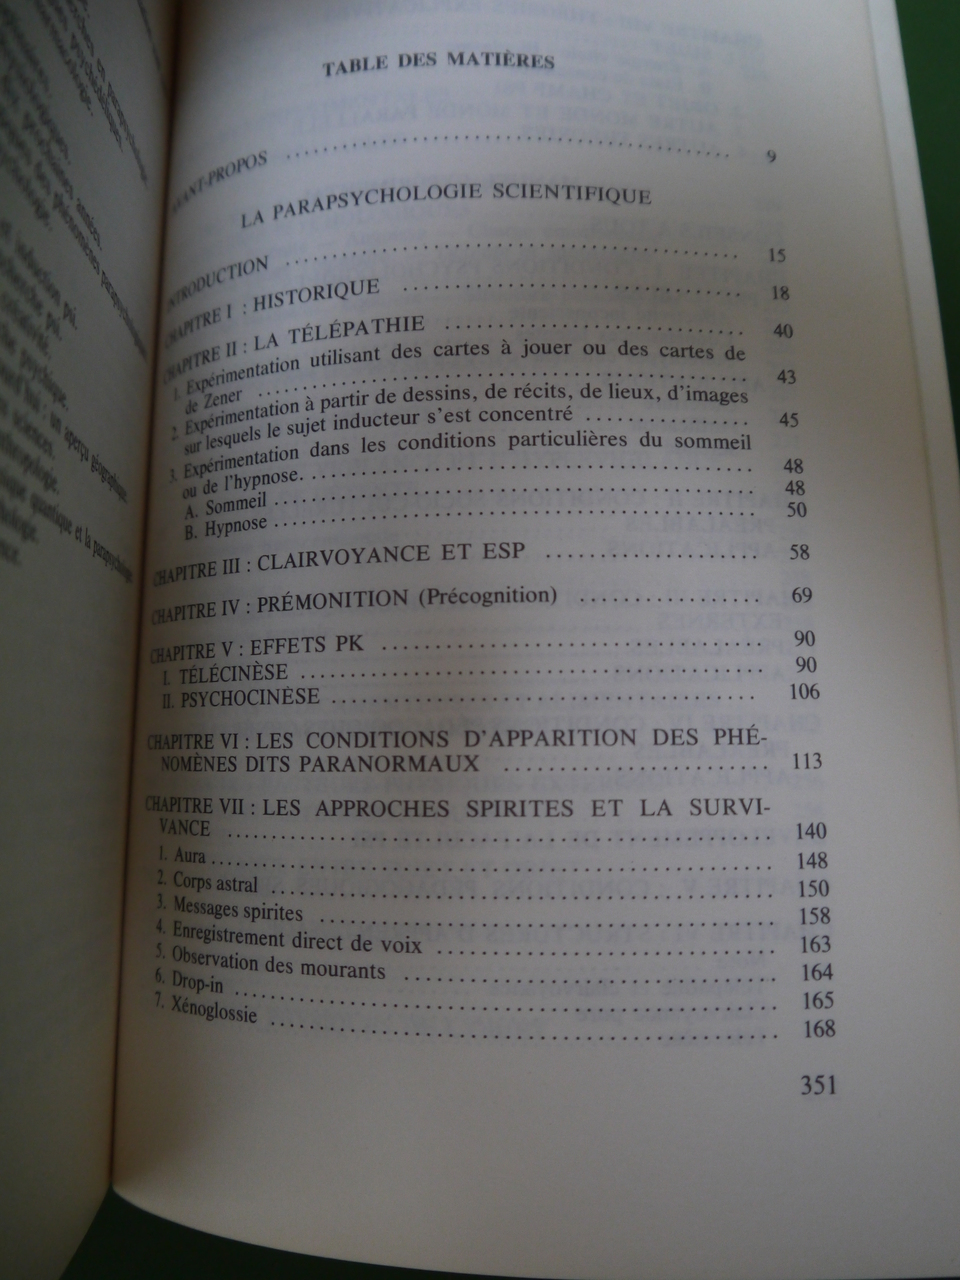 TABLE DES MATIÈRES
AVANT-PROPOS .................... 9
LA PARAPSYCHOLOGIE SCIENTIFIQUE
INTRODUCTION .................... 15
CHAPITRE I : HISTORIQUE .................... 18
CHAPITRE II : LA TÉLÉPATHIE .................... 40
1. Expérimentation utilisant des cartes à jouer ou des cartes de
de Zener .................... 43
2. Expérimentation à partir de dessins, de récits, de lieux, d'images
sur lesquels le sujet inducteur s'est concentré .................... 45
3. Expérimentation dans les conditions particulières du sommeil
ou de l'hypnose. .................... 48
A. Sommeil .................... 48
B. Hypnose .................... 50
CHAPITRE III : CLAIRVOYANCE ET ESP .................... 58
CHAPITRE IV : PRÉMONITION (Précognition) .................... 69
CHAPITRE V : EFFETS PK .................... 90
I. TÉLÉCINÈSE .................... 90
II. PSYCHOCINÈSE .................... 106
CHAPITRE VI : LES CONDITIONS D'APPARITION DES PHÉ-
NOMÈNES DITS PARANORMAUX .................... 113
CHAPITRE VII : LES APPROCHES SPIRITES ET LA SURVI-
VANCE .................... 140
1. Aura .................... 148
2. Corps astral .................... 150
3. Messages spirites .................... 158
4. Enregistrement direct de voix .................... 163
5. Observation des mourants .................... 164
6. Drop-in .................... 165
7. Xénoglossie .................... 168
351